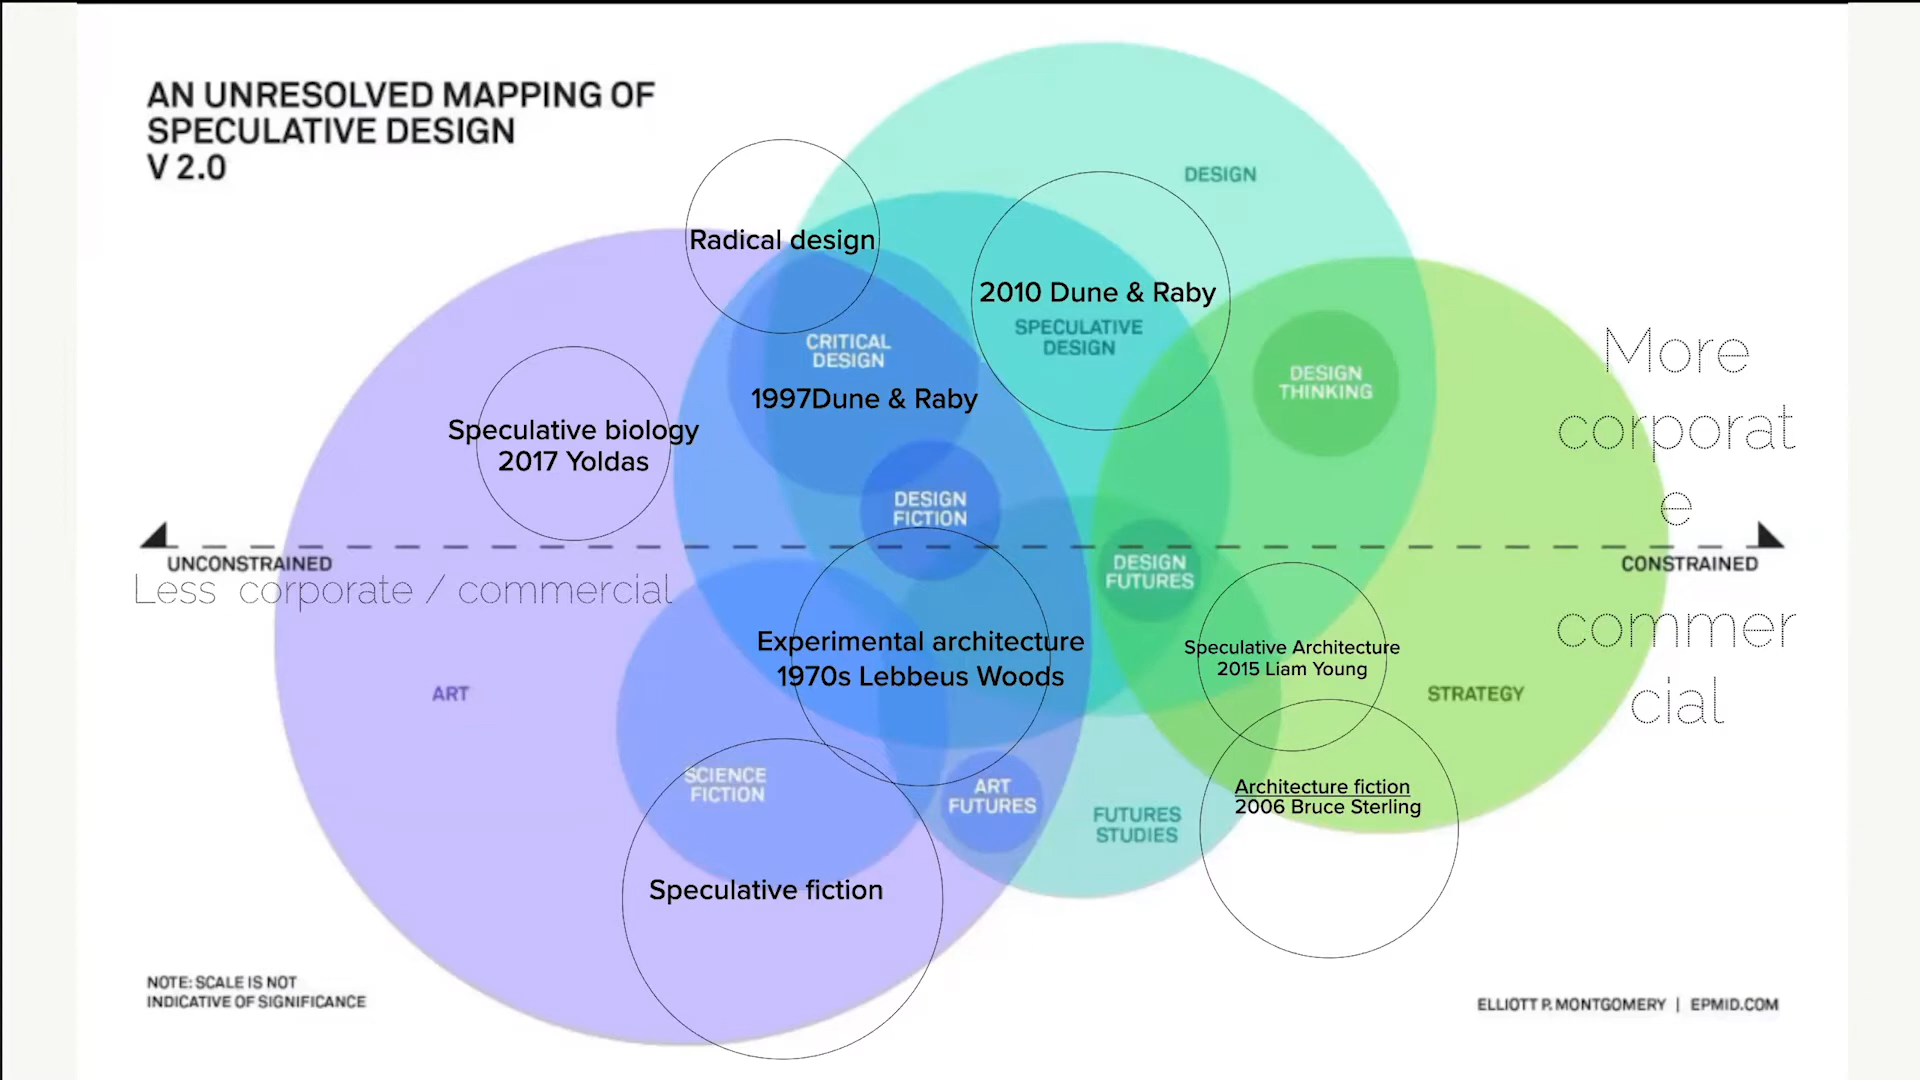 AN UNRESOLVED MAPPING OF
SPECULATIVE DESIGN
V 2.0
DESIGN
Radical design
2010 Dune & Raby
SPECULATIVE
DESIGN
CRITICAL
DESIGN
1997Dune & Raby
DESIGN
THINKING
More
corporat
e
commer
cial
Speculative biology
2017 Yoldas
DESIGN
FICTION
UNCONSTRAINED
Less corporate / commercial
DESIGN
FUTURES
CONSTRAINED
Experimental architecture
1970s Lebbeus Woods
Speculative Architecture
2015 Liam Young
ART
STRATEGY
SCIENCE
FICTION
ART
FUTURES
Architecture fiction
2006 Bruce Sterling
FUTURES
STUDIES
Speculative fiction
NOTE: SCALE IS NOT
INDICATIVE OF SIGNIFICANCE
ELLIOTT P. MONTGOMERY | EPMID.COM